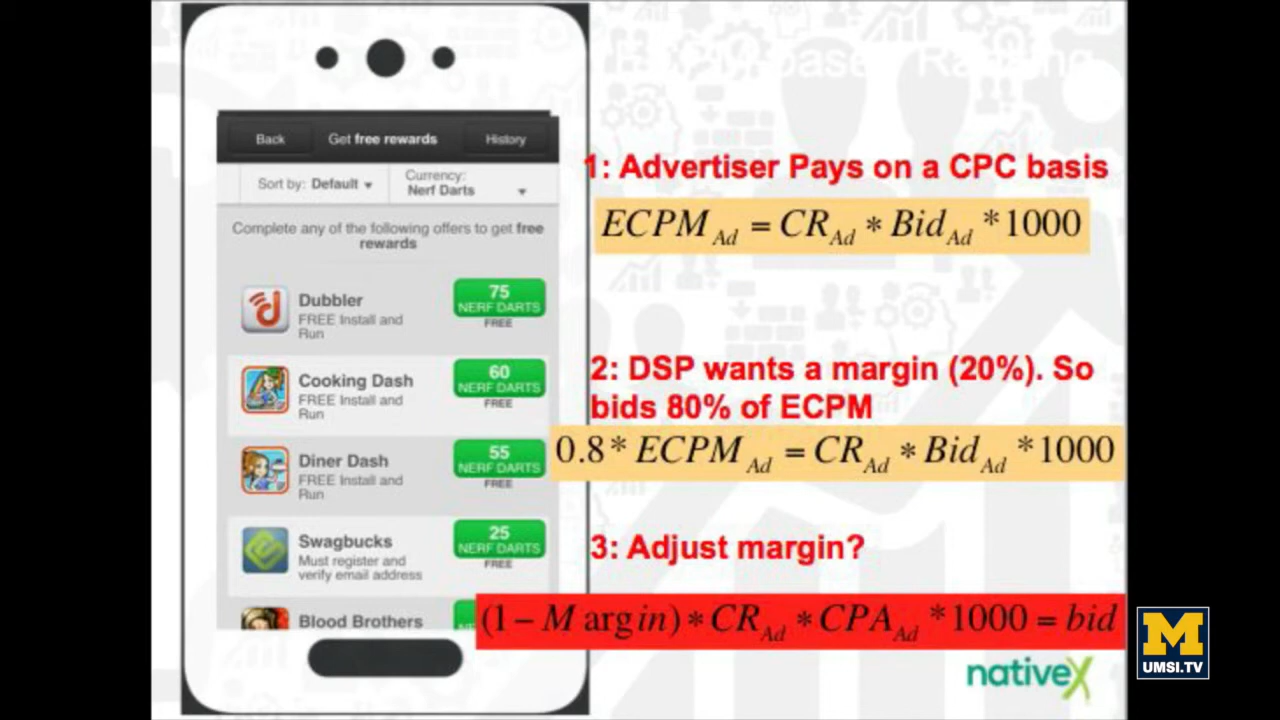 Back Get free rewards History
Sort by: Default
Currency:
Nerf Darts
Complete any of the following offers to get free
rewards
Dubbler
FREE Install and
Run
75
NERF DARTS
FREE
Cooking Dash
FREE Install and
Run
60
NERF DARTS
FREE
Diner Dash
FREE Install and
Run
55
NERF DARTS
FREE
Swagbucks
Must register and
verify email address
25
NERF DARTS
FREE
Blood Brothers
1: Advertiser Pays on a CPC basis
ECPM_Ad = CR_Ad * Bid_Ad * 1000
2: DSP wants a margin (20%). So
bids 80% of ECPM
0.8 * ECPM_Ad = CR_Ad * Bid_Ad * 1000
3: Adjust margin?
(1 − Margin) * CR_Ad * CPA_Ad * 1000 = bid
nativeX
M
UMSI.TV